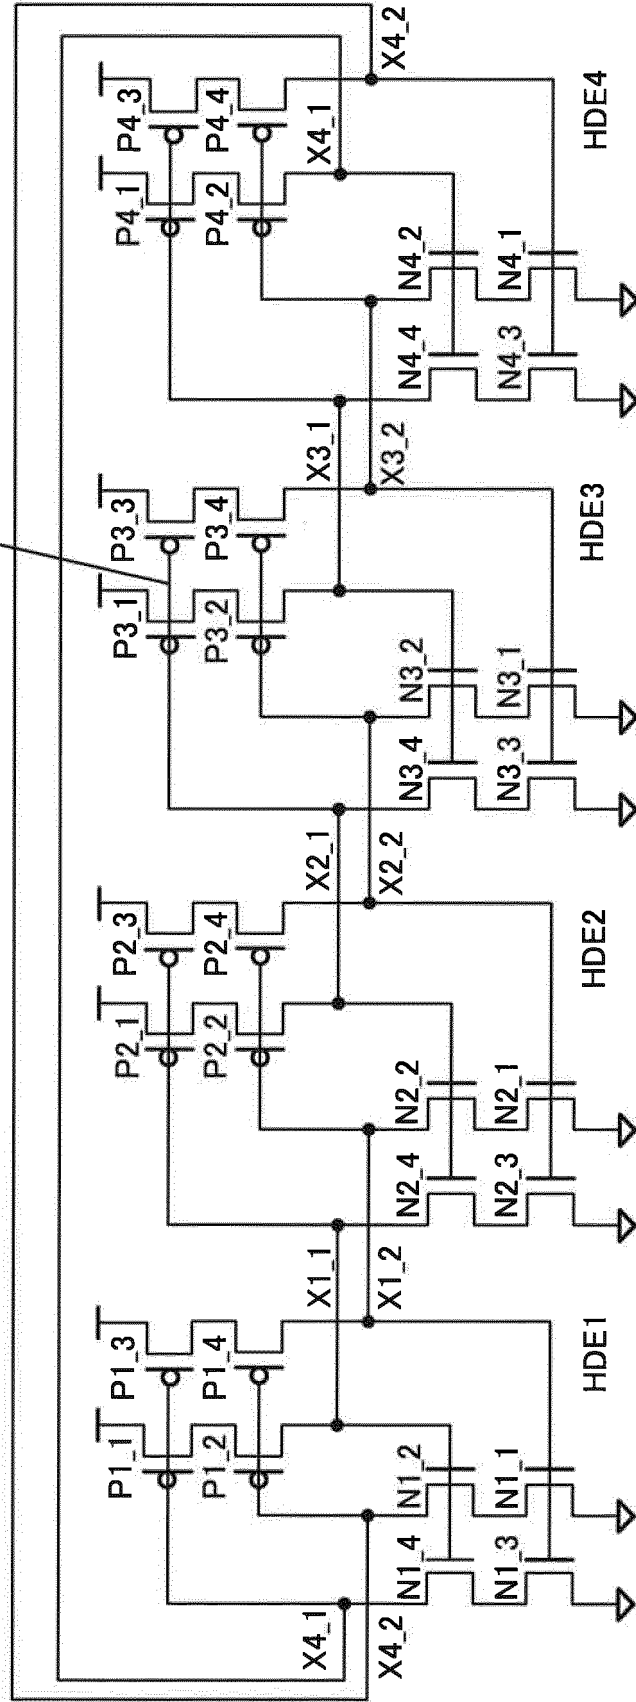 X4_2
P4_3
P4_4
HDE4
X4_1
P4_1
P4_2
N4_2
N4_1
N4_4
N4_3
X3_1
X3_2
P3_3
P3_4
HDE3
P3_1
P3_2
N3_2
N3_1
N3_4
N3_3
X2_1
X2_2
P2_3
P2_4
HDE2
P2_1
P2_2
N2_2
N2_1
N2_4
N2_3
X1_1
X1_2
P1_3
P1_4
HDE1
P1_1
P1_2
N1_2
N1_1
N1_4
N1_3
X4_1
X4_2